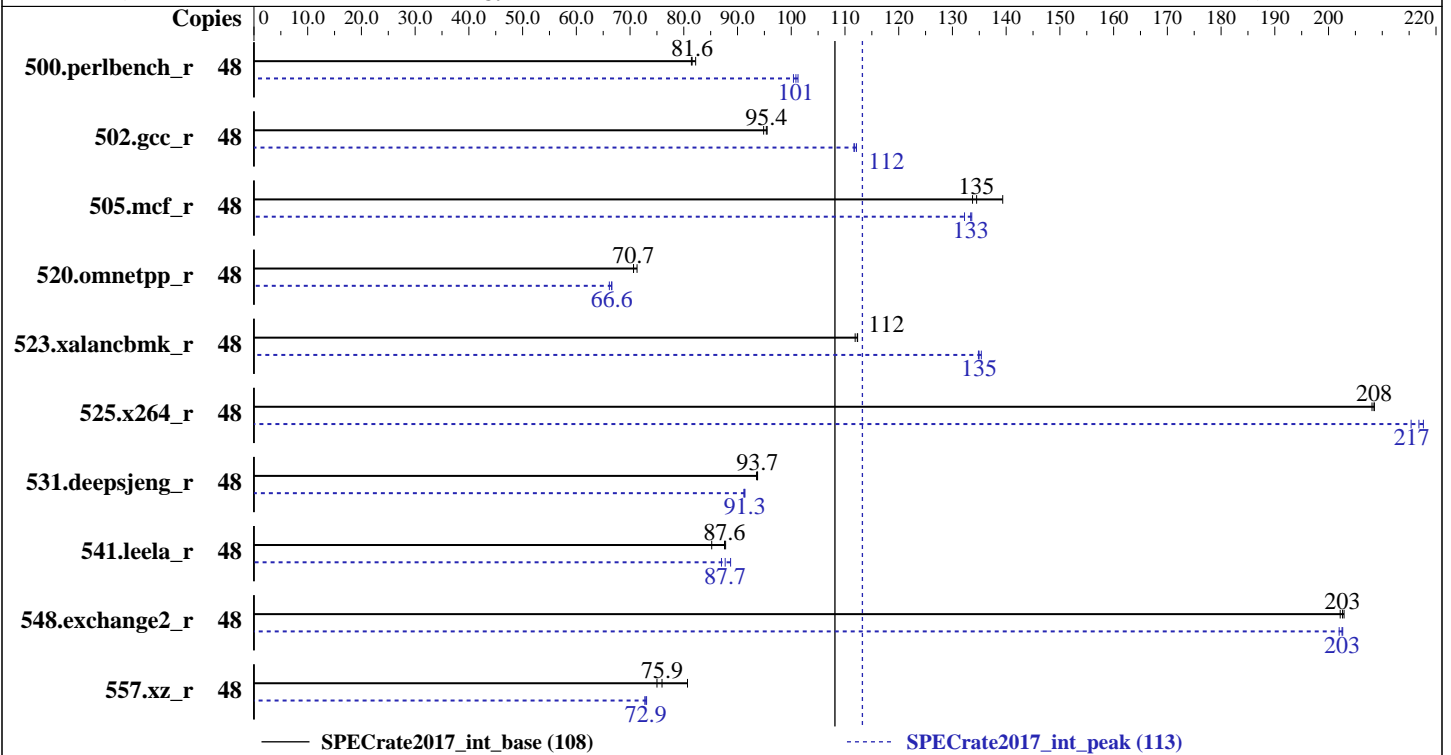 Copies 0 10.0 20.0 30.0 40.0 50.0 60.0 70.0 80.0 90.0 100 110 120 130 140 150 160 170 180 190 200 220
81.6
500.perlbench_r 48
101
95.4
502.gcc_r 48
112
135
505.mcf_r 48
133
70.7
520.omnetpp_r 48
66.6
112
523.xalancbmk_r 48
135
208
525.x264_r 48
217
93.7
531.deepsjeng_r 48
91.3
87.6
541.leela_r 48
87.7
203
548.exchange2_r 48
203
75.9
557.xz_r 48
72.9
SPECrate2017_int_base (108) SPECrate2017_int_peak (113)